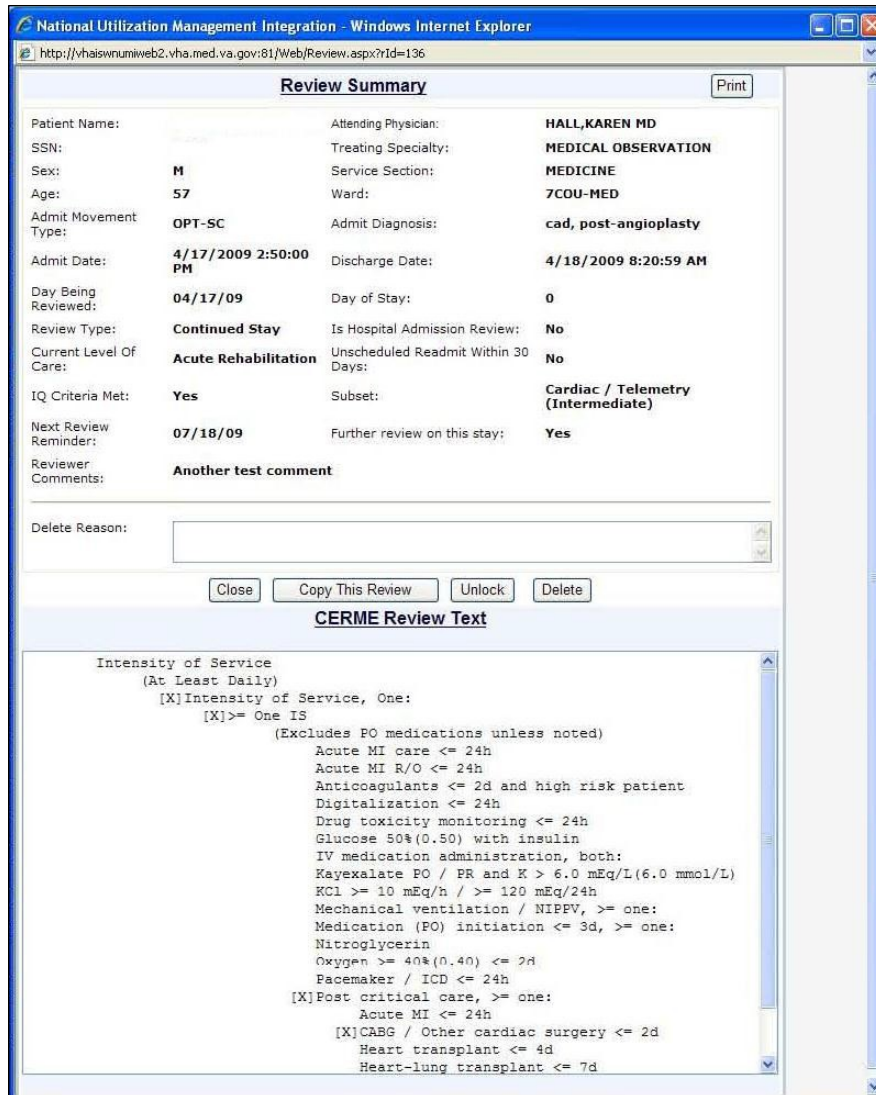 National Utilization Management Integration - Windows Internet Explorer
http://vhaiswnumiweb2.vha.med.va.gov:81/Web/Review.aspx?rId=136
Review Summary
Print
Patient Name: Attending Physician: HALL,KAREN MD
SSN: Treating Specialty: MEDICAL OBSERVATION
Sex: M Service Section: MEDICINE
Age: 57 Ward: 7COU-MED
Admit Movement Type: OPT-SC Admit Diagnosis: cad, post-angioplasty
Admit Date: 4/17/2009 2:50:00 PM Discharge Date: 4/18/2009 8:20:59 AM
Day Being Reviewed: 04/17/09 Day of Stay: 0
Review Type: Continued Stay Is Hospital Admission Review: No
Current Level Of Care: Acute Rehabilitation Unscheduled Readmit Within 30 Days: No
IQ Criteria Met: Yes Subset: Cardiac / Telemetry (Intermediate)
Next Review Reminder: 07/18/09 Further review on this stay: Yes
Reviewer Comments: Another test comment
Delete Reason:
Close Copy This Review Unlock Delete
CERME Review Text
Intensity of Service
(At Least Daily)
[X]Intensity of Service, One:
[X]>= One IS
(Excludes PO medications unless noted)
Acute MI care <= 24h
Acute MI R/O <= 24h
Anticoagulants <= 2d and high risk patient
Digitalization <= 24h
Drug toxicity monitoring <= 24h
Glucose 50%(0.50) with insulin
IV medication administration, both:
Kayexalate PO / PR and K > 6.0 mEq/L(6.0 mmol/L)
KCl >= 10 mEq/h / >= 120 mEq/24h
Mechanical ventilation / NIPPV, >= one:
Medication (PO) initiation <= 3d, >= one:
Nitroglycerin
Oxygen >= 40%(0.40) <= 2d
Pacemaker / ICD <= 24h
[X]Post critical care, >= one:
Acute MI <= 24h
[X]CABG / Other cardiac surgery <= 2d
Heart transplant <= 4d
Heart-lung transplant <= 7d